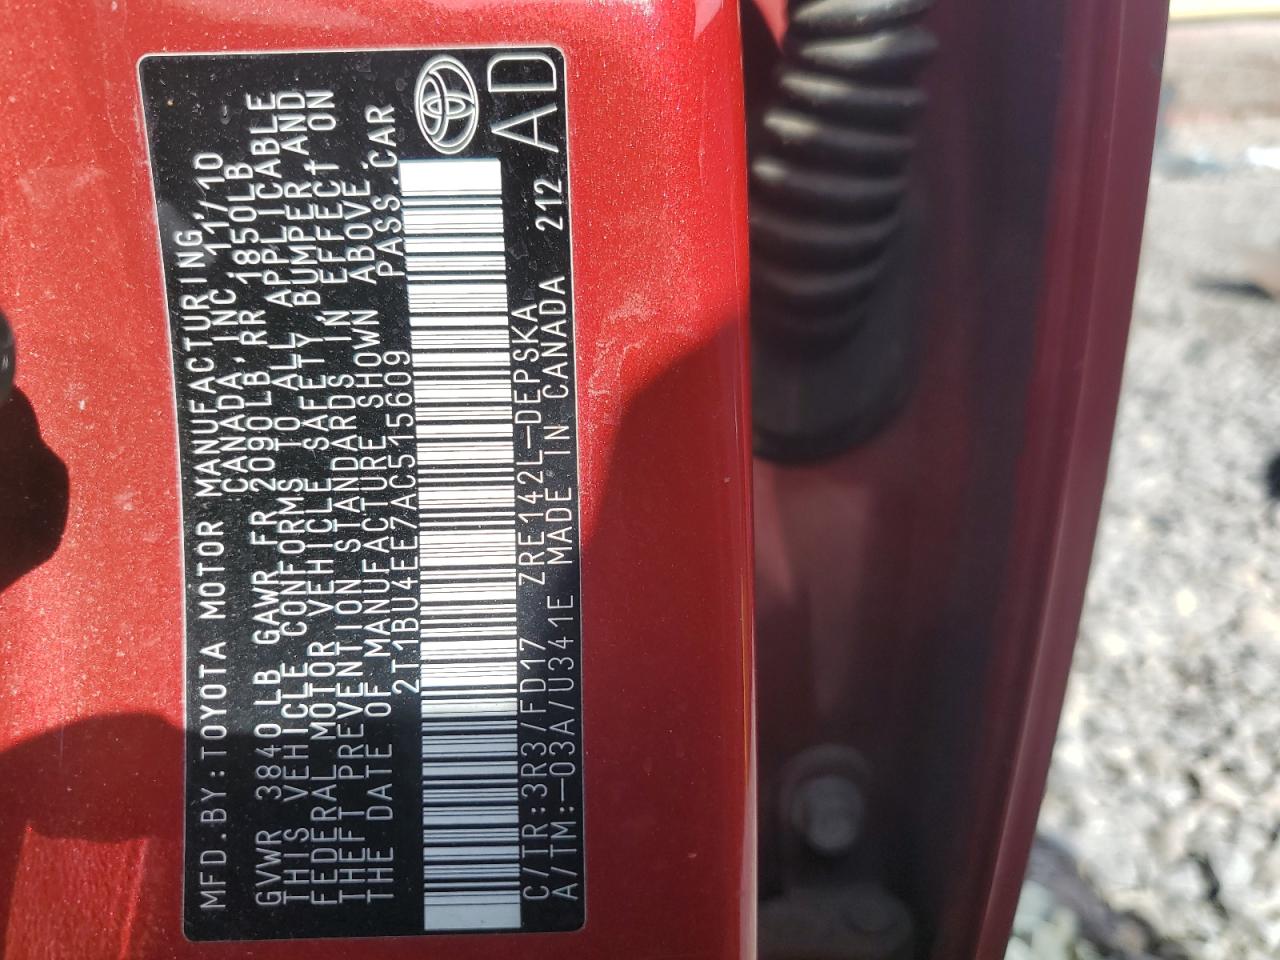 MFD.BY:TOYOTA MOTOR MANUFACTURING,
CANADA,INC. 11/10
GVWR 3840LB GAWR FR 2090LB RR 1850LB
THIS VEHICLE CONFORMS TO ALL APPLICABLE
FEDERAL MOTOR VEHICLE SAFETY, BUMPER AND
THEFT PREVENTION STANDARDS IN EFFECT ON
THE DATE OF MANUFACTURE SHOWN ABOVE.
2T1BU4EE7AC515609 PASS.CAR
C/TR:3R3/FD17 ZRE142L-DEPSKA
A/TM:-03A/U341E MADE IN CANADA 212 AD